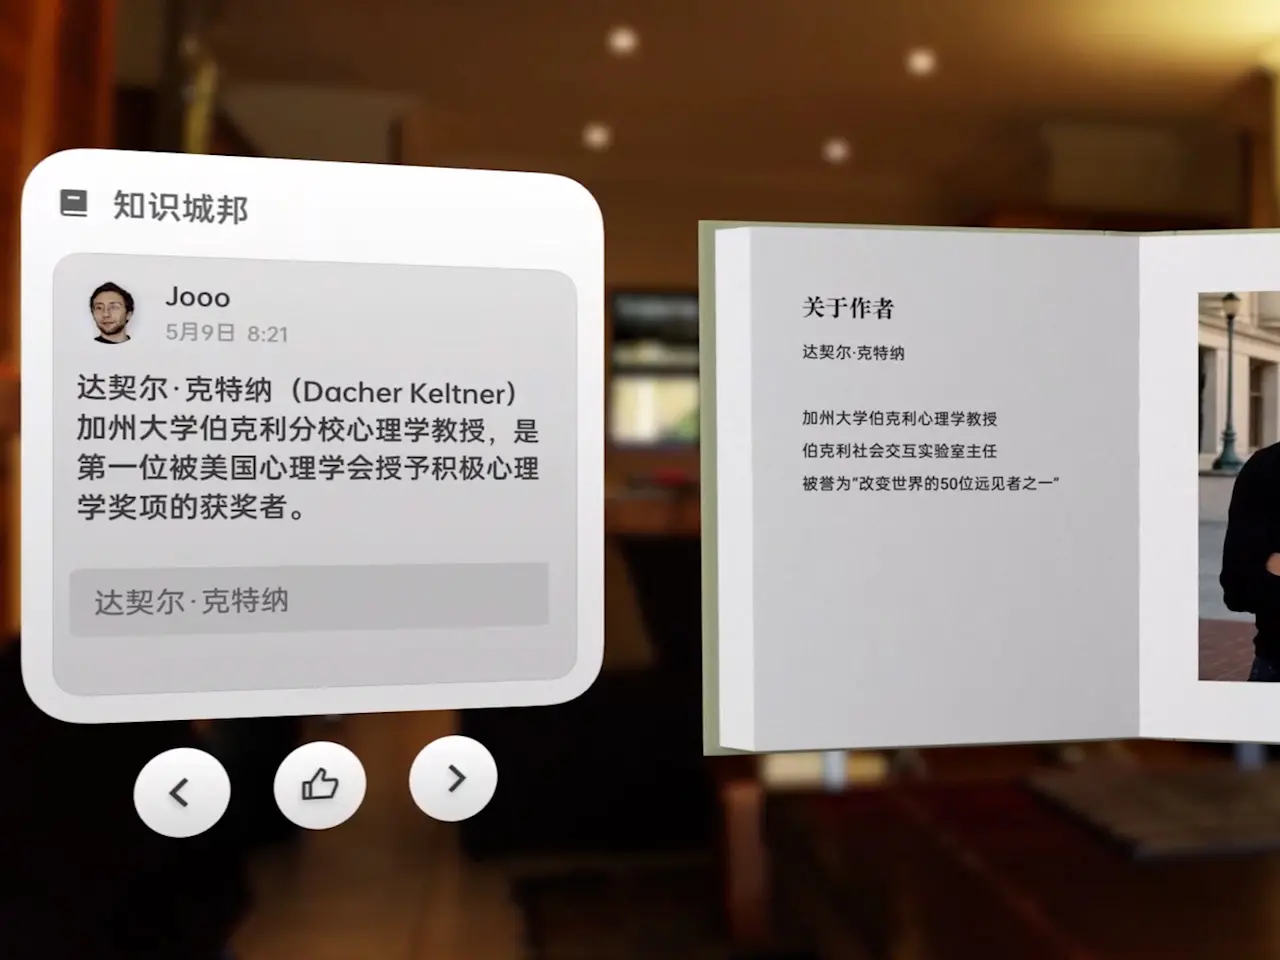 知识城邦
Jooo
5月9日 8:21
达契尔·克特纳（Dacher Keltner）
加州大学伯克利分校心理学教授，是
第一位被美国心理学会授予积极心理
学奖项的获奖者。
达契尔·克特纳
关于作者
达契尔·克特纳
加州大学伯克利心理学教授
伯克利社会交互实验室主任
被誉为“改变世界的50位远见者之一”